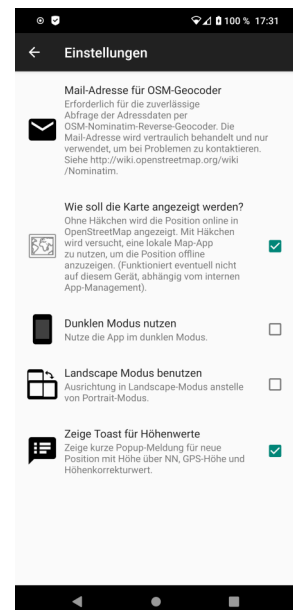 100 % 17:31
Einstellungen
Mail-Adresse für OSM-Geocoder
Erforderlich für die zuverlässige
Abfrage der Adressdaten per
OSM-Nominatim-Reverse-Geocoder. Die
Mail-Adresse wird vertraulich behandelt und nur
verwendet, um bei Problemen zu kontaktieren.
Siehe http://wiki.openstreetmap.org/wiki
/Nominatim.
Wie soll die Karte angezeigt werden?
Ohne Häkchen wird die Position online in
OpenStreetMap angezeigt. Mit Häkchen
wird versucht, eine lokale Map-App
zu nutzen, um die Position offline
anzuzeigen. (Funktioniert eventuell nicht
auf diesem Gerät, abhängig vom internen
App-Management).
Dunklen Modus nutzen
Nutze die App im dunklen Modus.
Landscape Modus benutzen
Ausrichtung in Landscape-Modus anstelle
von Portrait-Modus.
Zeige Toast für Höhenwerte
Zeige kurze Popup-Meldung für neue
Position mit Höhe über NN, GPS-Höhe und
Höhenkorrekturwert.